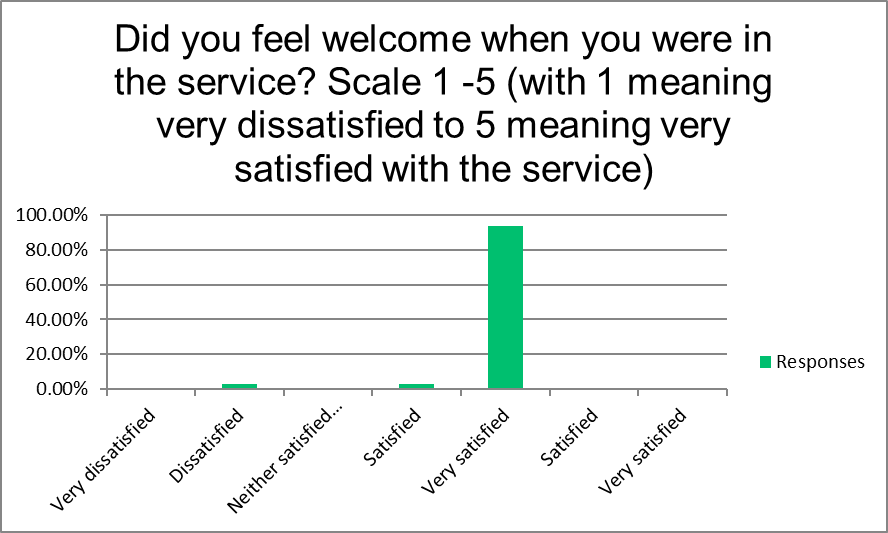 Did you feel welcome when you were in
the service? Scale 1 -5 (with 1 meaning
very dissatisfied to 5 meaning very
satisfied with the service)
100.00%
80.00%
60.00%
40.00%
20.00%
0.00%
Very dissatisfied
Dissatisfied
Neither satisfied...
Satisfied
Very satisfied
Satisfied
Very satisfied
Responses